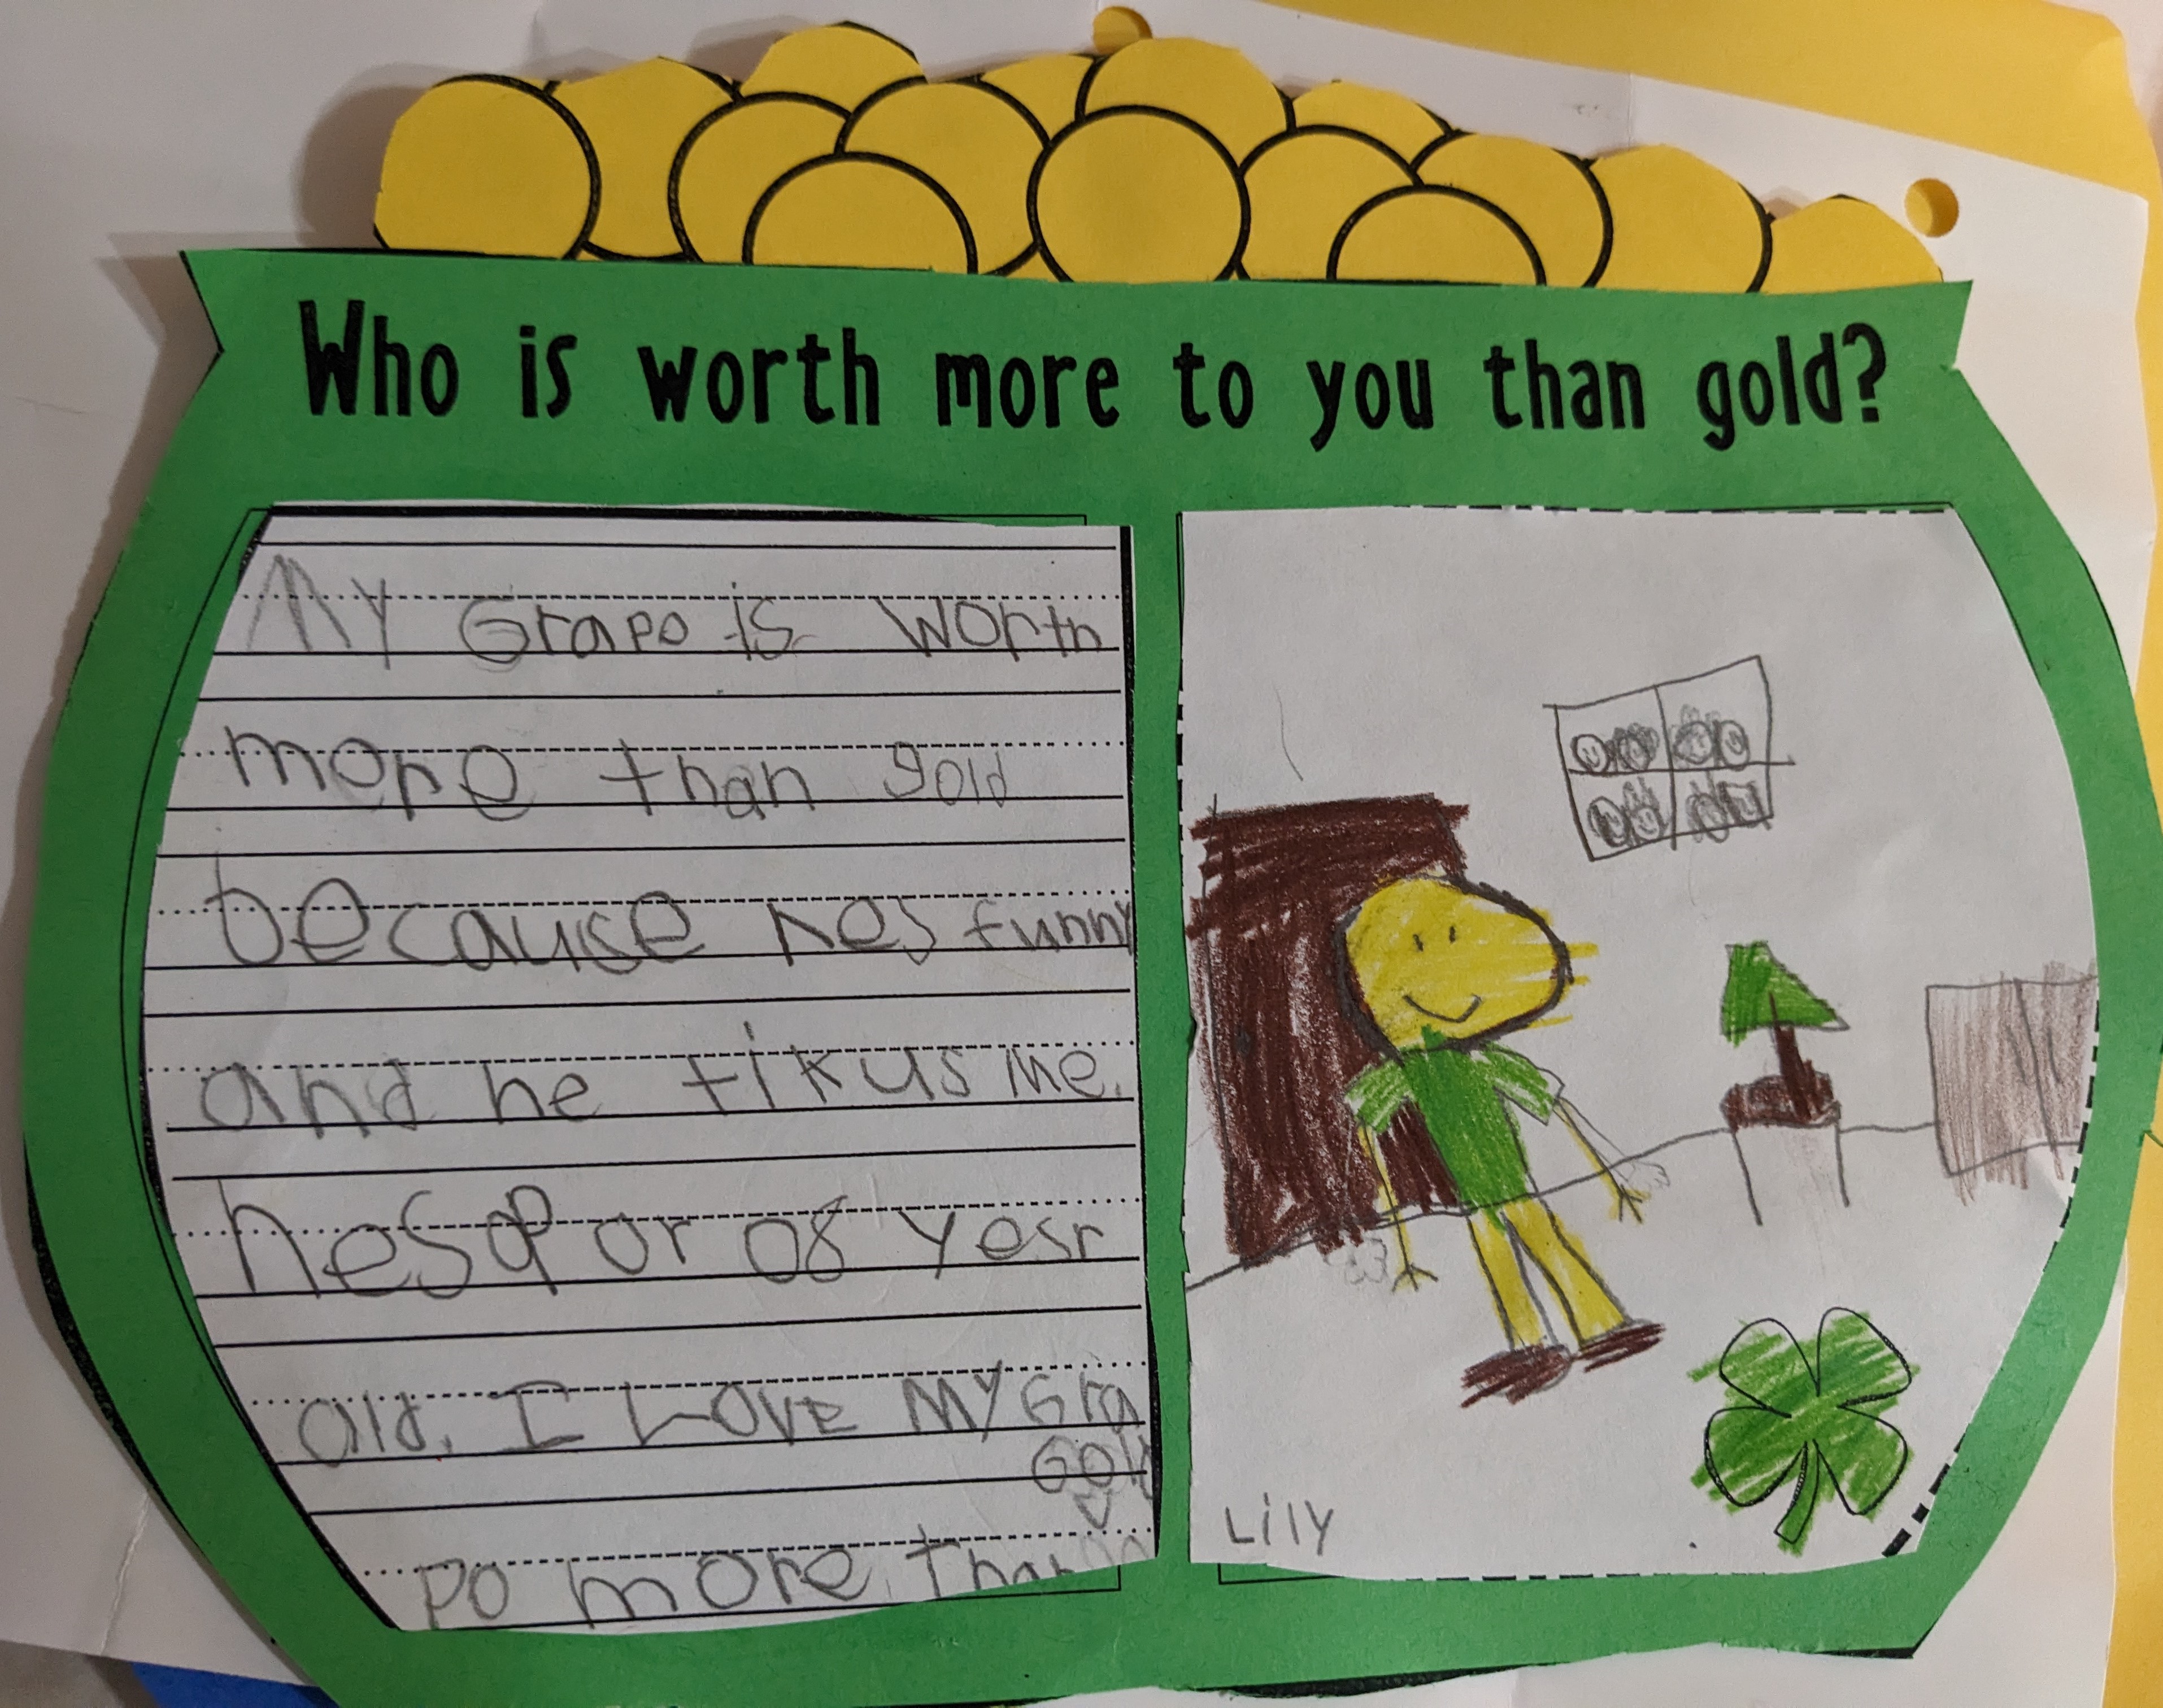 Who is worth more to you than gold?
My Grapo is worth
more than gold
because hes funny
and he tikus me.
hes or 08 yesr
old. I Love My Gra
Gold
po more than
Lily